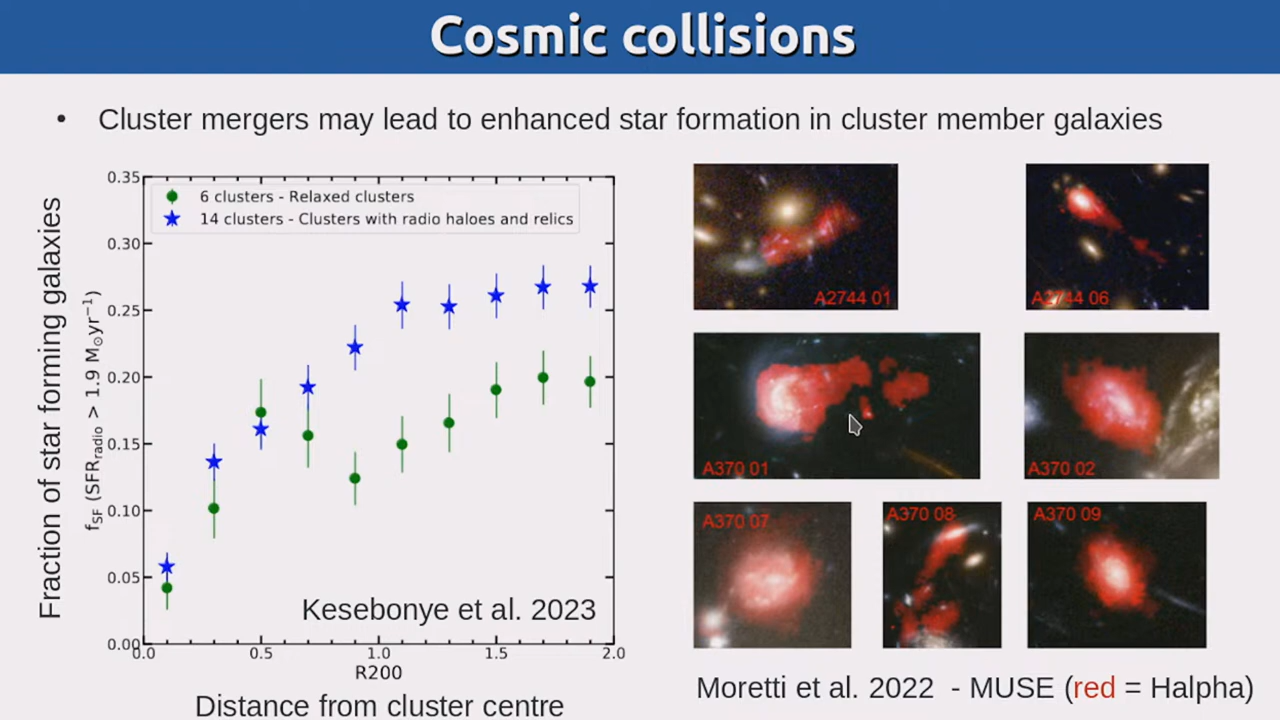 Cosmic collisions
• Cluster mergers may lead to enhanced star formation in cluster member galaxies
Fraction of star forming galaxies
f_SF (SFR_radio > 1.9 M_⊙yr⁻¹)
0.35
0.30
0.25
0.20
0.15
0.10
0.05
0.00
6 clusters - Relaxed clusters
14 clusters - Clusters with radio haloes and relics
Kesebonye et al. 2023
0.0 0.5 1.0 1.5 2.0
R200
Distance from cluster centre
A2744 01
A2744 06
A370 01
A370 02
A370 07
A370 08
A370 09
Moretti et al. 2022 - MUSE (red = Halpha)